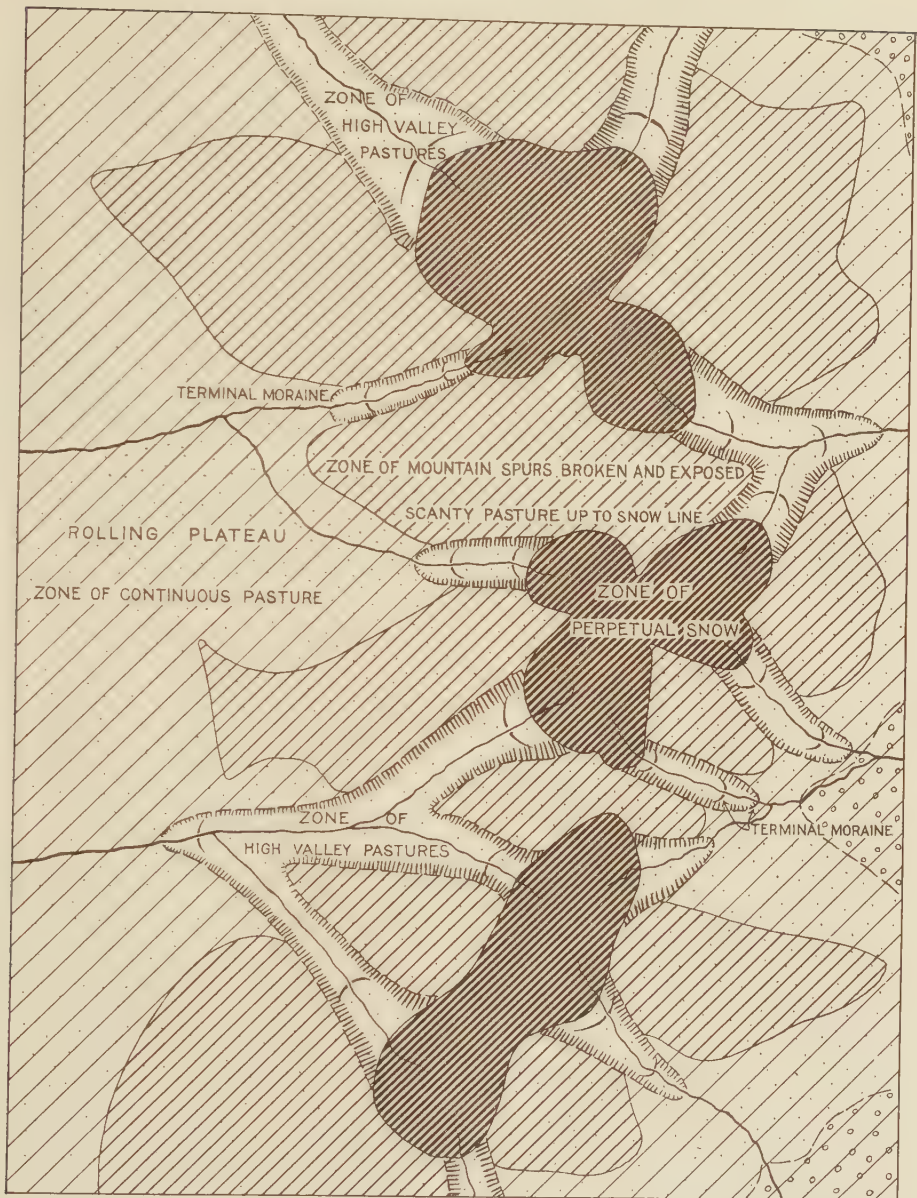 ZONE OF
HIGH VALLEY
PASTURES
TERMINAL MORAINE
ZONE OF MOUNTAIN SPURS BROKEN AND EXPOSED
SCANTY PASTURE UP TO SNOW LINE
ROLLING PLATEAU
ZONE OF CONTINUOUS PASTURE
ZONE OF
PERPETUAL SNOW
ZONE OF
HIGH VALLEY PASTURES
TERMINAL MORAINE